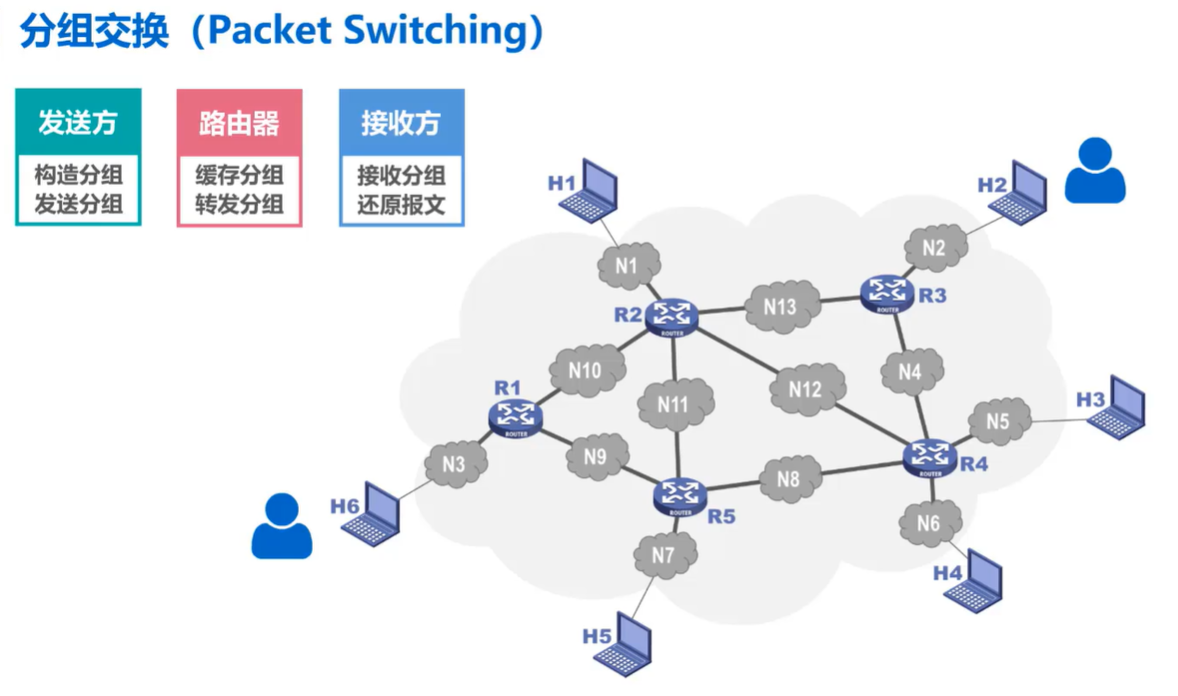 分组交换（Packet Switching）
发送方
构造分组
发送分组
路由器
缓存分组
转发分组
接收方
接收分组
还原报文
H1
H2
N1
N2
R2
ROUTER
N13
R3
ROUTER
N10
N12
N4
R1
ROUTER
N11
H3
N5
N3
N9
R4
ROUTER
N8
H6
R5
ROUTER
N6
N7
H4
H5